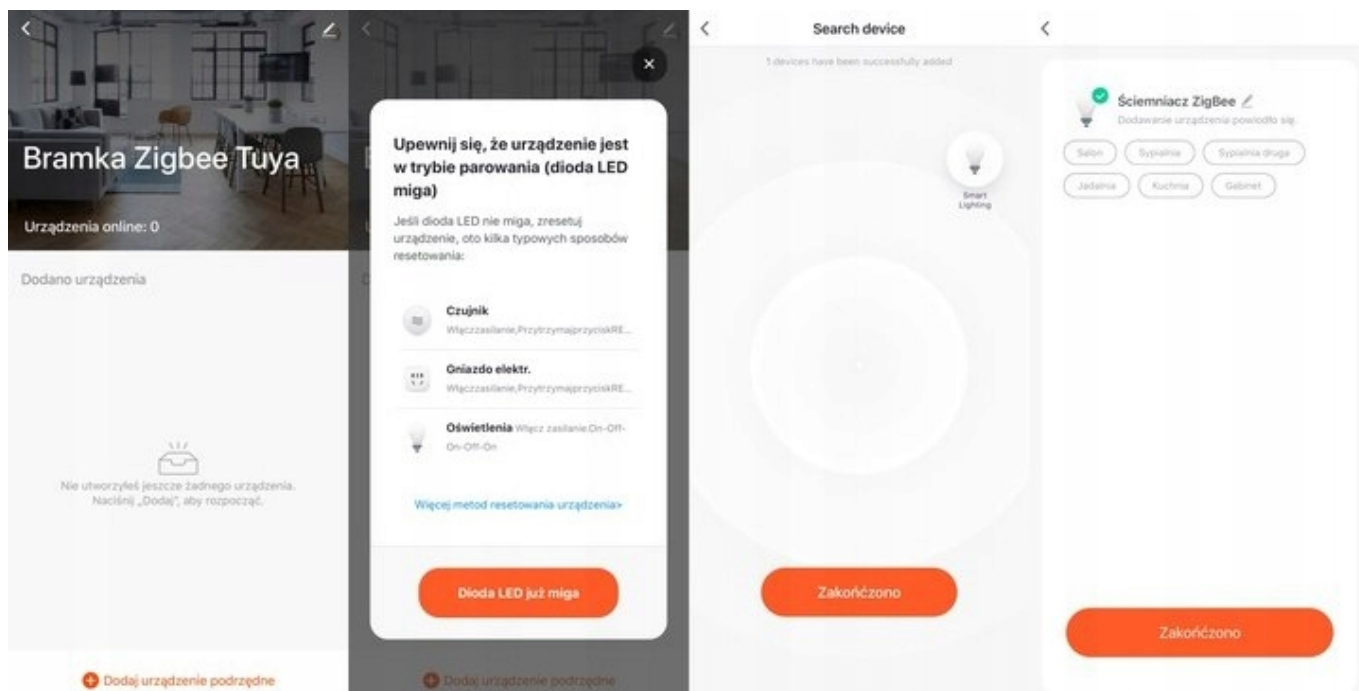 Bramka Zigbee Tuya
Urządzenia online: 0
Dodano urządzenia
Nie utworzyłeś jeszcze żadnego urządzenia.
Naciśnij „Dodaj", aby rozpocząć.
Dodaj urządzenie podrzędne
Upewnij się, że urządzenie jest
w trybie parowania (dioda LED
miga)
Jeśli dioda LED nie miga, zresetuj
urządzenie, oto kilka typowych sposobów
resetowania:
Czujnik
Włączzasilanie,PrzytrzymajprzyciskRE...
Gniazdo elektr.
Włączzasilanie,PrzytrzymajprzyciskRE...
Oświetlenia Włącz zasilanie:On-Off-
On-Off-On
Więcej metod resetowania urządzenia>
Dioda LED już miga
Dodaj urządzenie podrzędne
Search device
1 devices have been successfully added
Smart
Lighting
Zakończono
Ściemniacz ZigBee
Dodawanie urządzenia powiodło się
Salon Sypialnia Sypialnia druga
Jadalnia Kuchnia Gabinet
Zakończono